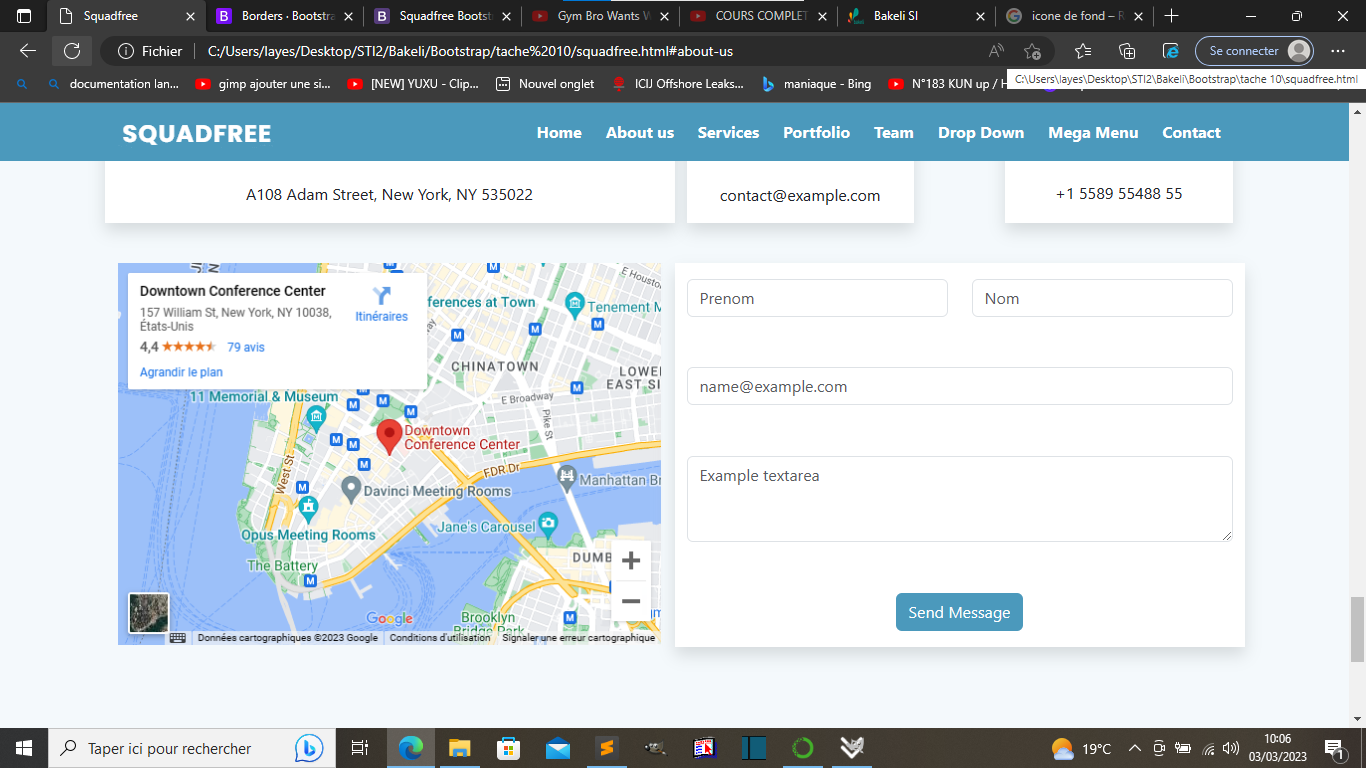 Squadfree
Borders · Bootstra
Squadfree Bootst
Gym Bro Wants W
COURS COMPLET
Bakeli SI
icone de fond – R
Fichier
C:/Users/layes/Desktop/STI2/Bakeli/Bootstrap/tache%2010/squadfree.html#about-us
Se connecter
documentation lan...
gimp ajouter une si...
[NEW] YUXU - Clip...
Nouvel onglet
ICIJ Offshore Leaks...
maniaque - Bing
N°183 KUN up / H
C:\Users\layes\Desktop\STI2\Bakeli\Bootstrap\tache 10\squadfree.html
SQUADFREE
Home
About us
Services
Portfolio
Team
Drop Down
Mega Menu
Contact
A108 Adam Street, New York, NY 535022
contact@example.com
+1 5589 55488 55
Downtown Conference Center
157 William St, New York, NY 10038,
États-Unis
Itinéraires
4,4
79 avis
Agrandir le plan
E Houston
ferences at Town
Tenement M
CHINATOWN
LOWE
EAST SI
11 Memorial & Museum
E Broadway
Pike St
Downtown
Conference Center
West St
FDR Dr
Manhattan Br
Davinci Meeting Rooms
Jane's Carousel
Opus Meeting Rooms
The Battery
DUMB
Google
Brooklyn
Bridge Park
Données cartographiques ©2023 Google
Conditions d'utilisation
Signaler une erreur cartographique
Prenom
Nom
name@example.com
Example textarea
Send Message
Taper ici pour rechercher
19°C
10:06
03/03/2023
1